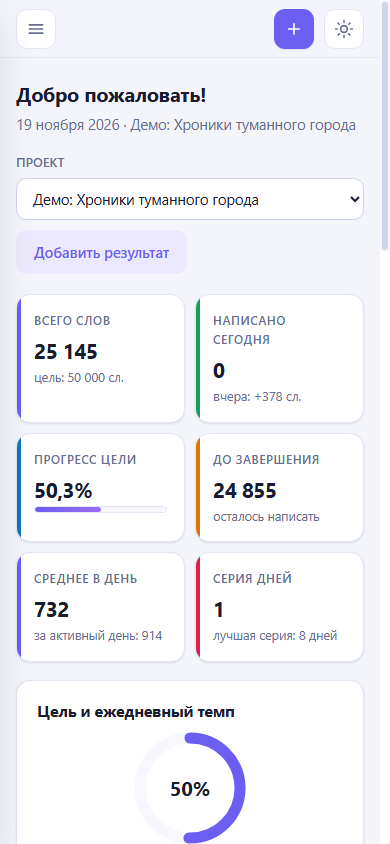 Добро пожаловать!
19 ноября 2026 · Демо: Хроники туманного города
ПРОЕКТ
Демо: Хроники туманного города
Добавить результат
ВСЕГО СЛОВ
25 145
цель: 50 000 сл.
НАПИСАНО
СЕГОДНЯ
0
вчера: +378 сл.
ПРОГРЕСС ЦЕЛИ
50,3%
ДО ЗАВЕРШЕНИЯ
24 855
осталось написать
СРЕДНЕЕ В ДЕНЬ
732
за активный день: 914
СЕРИЯ ДНЕЙ
1
лучшая серия: 8 дней
Цель и ежедневный темп
50%